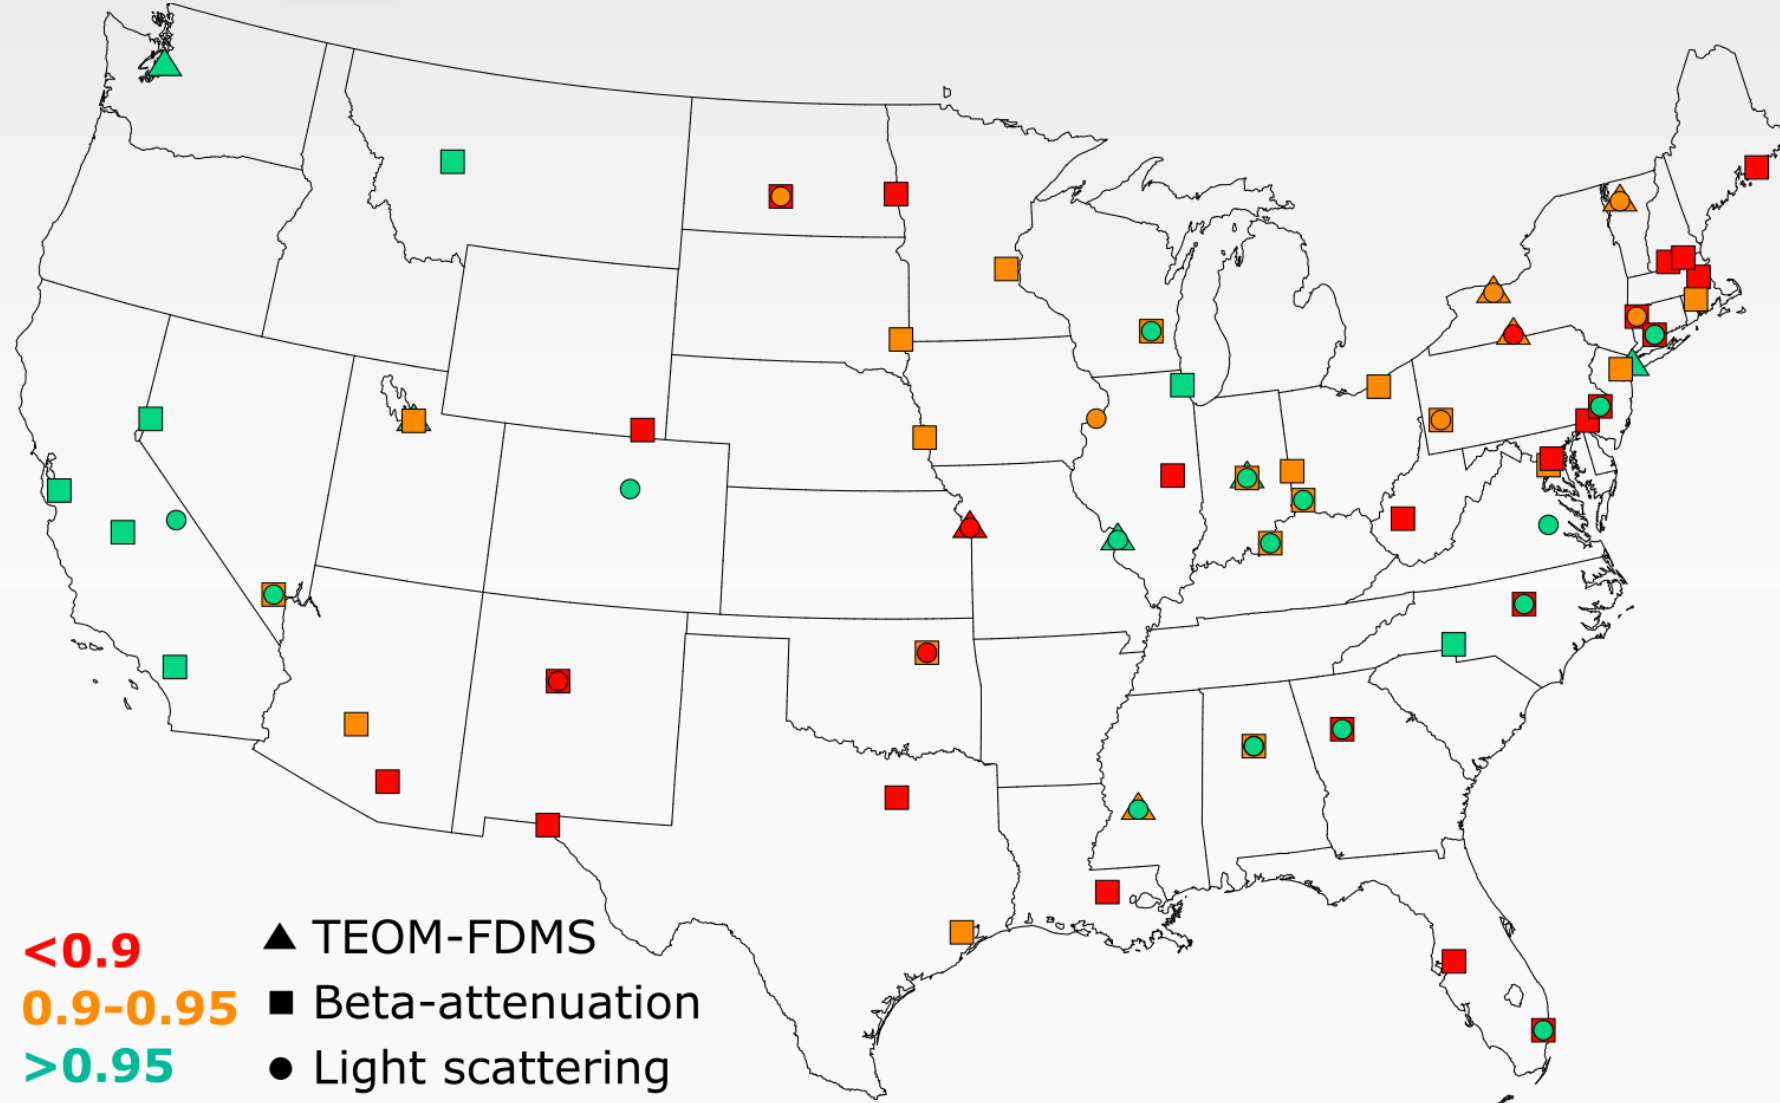 <0.9
0.9-0.95
>0.95
TEOM-FDMS
Beta-attenuation
Light scattering